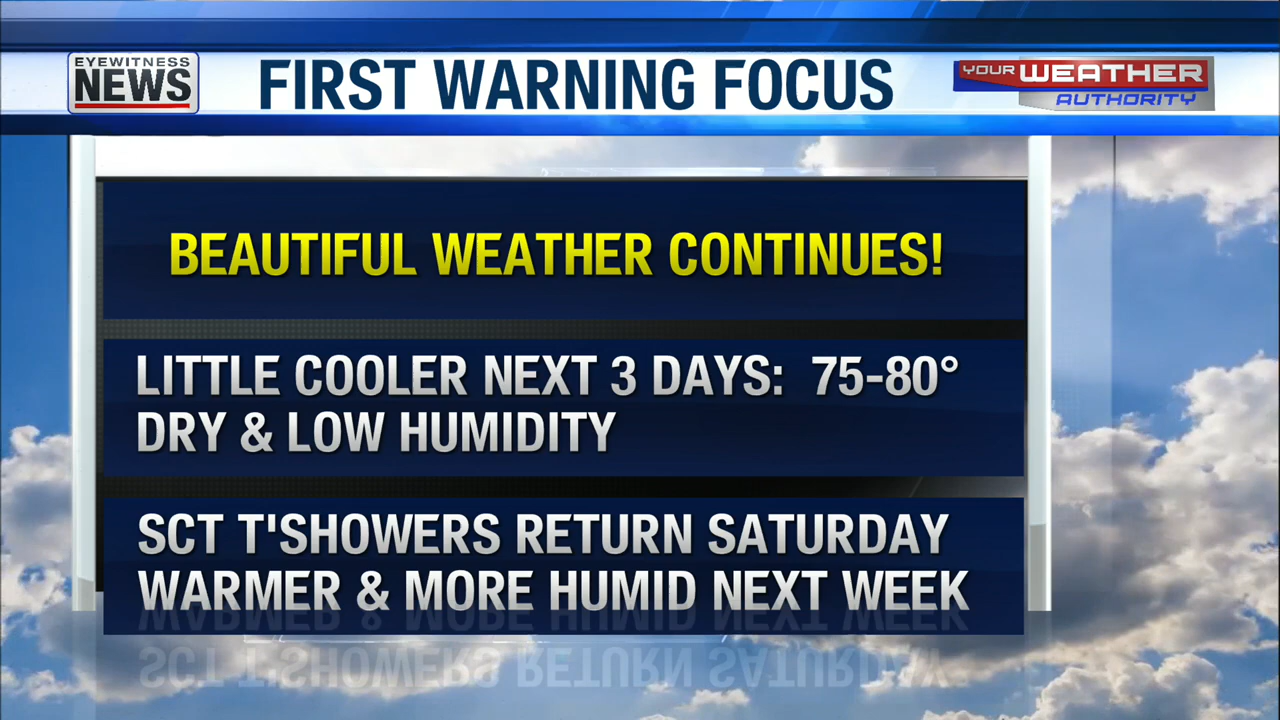 EYEWITNESS
NEWS
FIRST WARNING FOCUS
YOUR WEATHER
AUTHORITY
BEAUTIFUL WEATHER CONTINUES!
LITTLE COOLER NEXT 3 DAYS: 75-80°
DRY & LOW HUMIDITY
SCT T'SHOWERS RETURN SATURDAY
WARMER & MORE HUMID NEXT WEEK